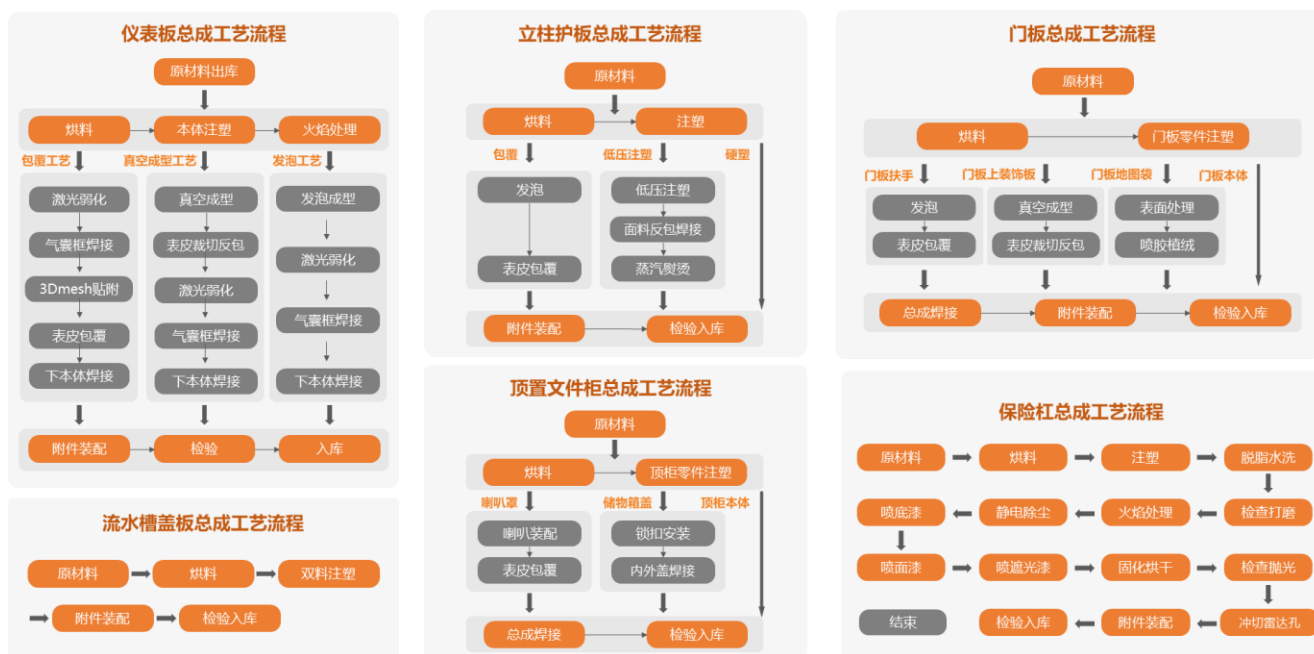 仪表板总成工艺流程
原材料出库
烘料
本体注塑
火焰处理
包覆工艺
真空成型工艺
发泡工艺
激光弱化
气囊框焊接
3Dmesh贴附
表皮包覆
下本体焊接
真空成型
表皮裁切反包
激光弱化
气囊框焊接
下本体焊接
发泡成型
激光弱化
气囊框焊接
下本体焊接
附件装配
检验
入库
流水槽盖板总成工艺流程
原材料
烘料
双料注塑
附件装配
检验入库
立柱护板总成工艺流程
原材料
烘料
注塑
包覆
低压注塑
硬塑
发泡
表皮包覆
低压注塑
面料反包焊接
蒸汽熨烫
附件装配
检验入库
顶置文件柜总成工艺流程
原材料
烘料
顶柜零件注塑
喇叭罩
储物箱盖
顶柜本体
喇叭装配
表皮包覆
锁扣安装
内外盖焊接
总成焊接
检验入库
门板总成工艺流程
原材料
烘料
门板零件注塑
门板扶手
门板上装饰板
门板地图袋
门板本体
发泡
表皮包覆
真空成型
表皮裁切反包
表面处理
喷胶植绒
总成焊接
附件装配
检验入库
保险杠总成工艺流程
原材料
烘料
注塑
脱脂水洗
检查打磨
火焰处理
静电除尘
喷底漆
喷面漆
喷遮光漆
固化烘干
检查抛光
冲切雷达孔
附件装配
检验入库
结束